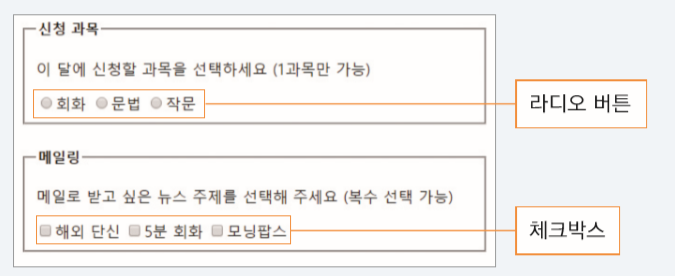 신청 과목
이 달에 신청할 과목을 선택하세요 (1과목만 가능)
회화 문법 작문
라디오 버튼
메일링
메일로 받고 싶은 뉴스 주제를 선택해 주세요 (복수 선택 가능)
해외 단신 5분 회화 모닝팝스
체크박스